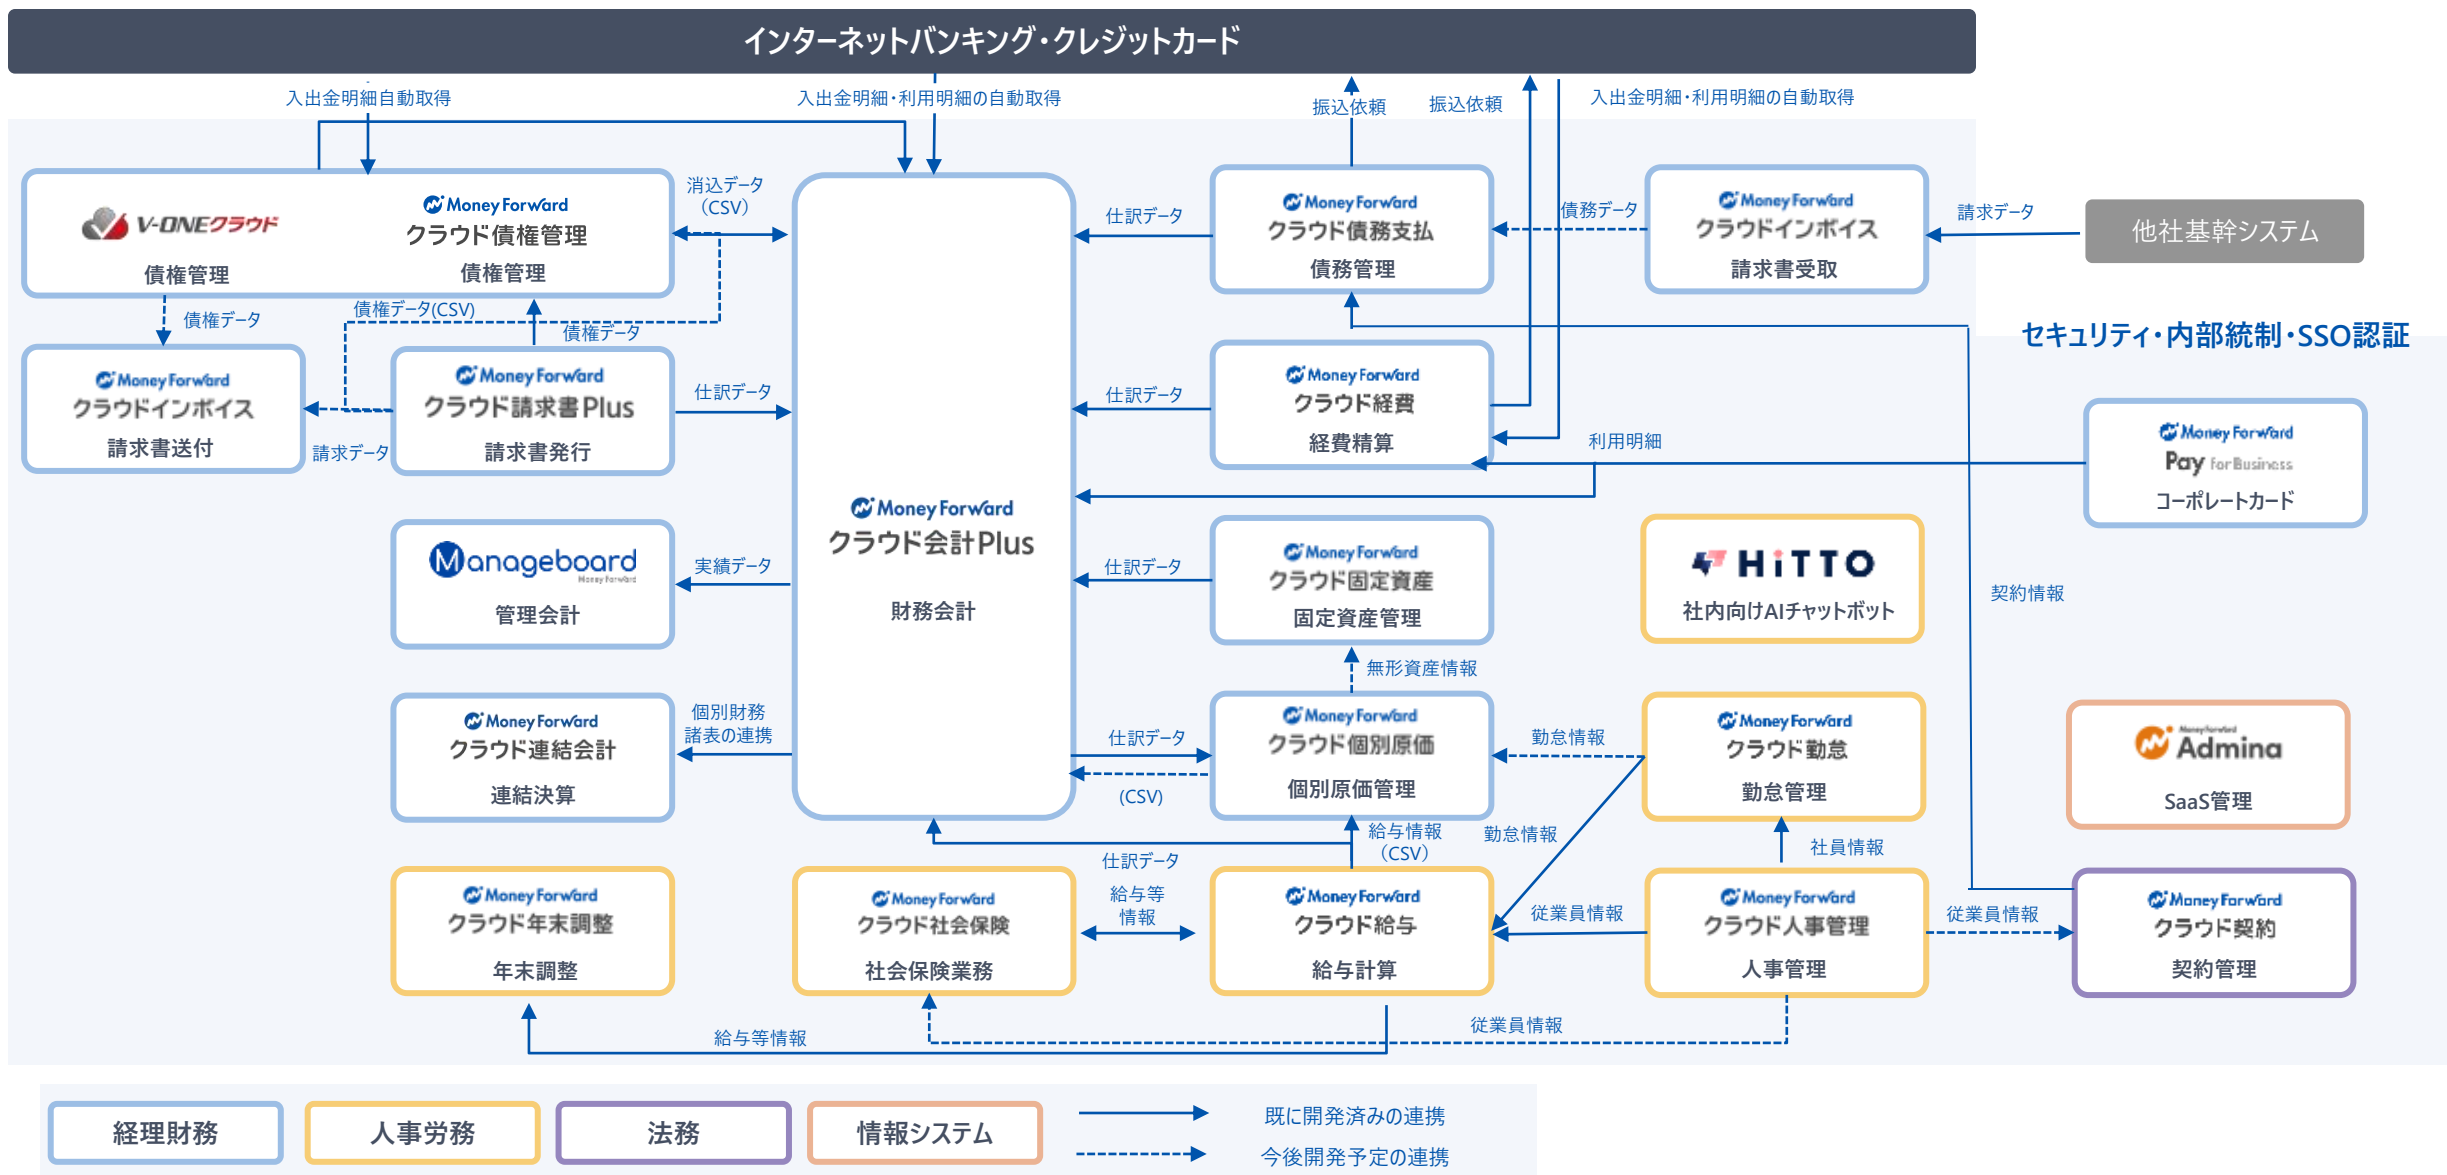 インターネットバンキング・クレジットカード
入出金明細自動取得
入出金明細・利用明細の自動取得
振込依頼
振込依頼
入出金明細・利用明細の自動取得
V-ONEクラウド
債権管理
Money Forward
クラウド債権管理
債権管理
消込データ
（CSV）
仕訳データ
Money Forward
クラウド債務支払
債務管理
債務データ
Money Forward
クラウドインボイス
請求書受取
請求データ
他社基幹システム
債権データ
債権データ(CSV)
債権データ
セキュリティ・内部統制・SSO認証
Money Forward
クラウドインボイス
請求書送付
請求データ
Money Forward
クラウド請求書Plus
請求書発行
仕訳データ
仕訳データ
Money Forward
クラウド経費
経費精算
利用明細
Money Forward
Pay for Business
コーポレートカード
Money Forward
クラウド会計Plus
財務会計
Manageboard
Money Forward
管理会計
実績データ
仕訳データ
Money Forward
クラウド固定資産
固定資産管理
HiTTO
社内向けAIチャットボット
契約情報
無形資産情報
Money Forward
クラウド連結会計
連結決算
個別財務
諸表の連携
仕訳データ
(CSV)
Money Forward
クラウド個別原価
個別原価管理
勤怠情報
Money Forward
クラウド勤怠
勤怠管理
Money Forward
Admina
SaaS管理
給与情報
（CSV）
勤怠情報
社員情報
仕訳データ
Money Forward
クラウド年末調整
年末調整
Money Forward
クラウド社会保険
社会保険業務
給与等
情報
Money Forward
クラウド給与
給与計算
従業員情報
Money Forward
クラウド人事管理
人事管理
従業員情報
Money Forward
クラウド契約
契約管理
給与等情報
従業員情報
経理財務
人事労務
法務
情報システム
既に開発済みの連携
今後開発予定の連携